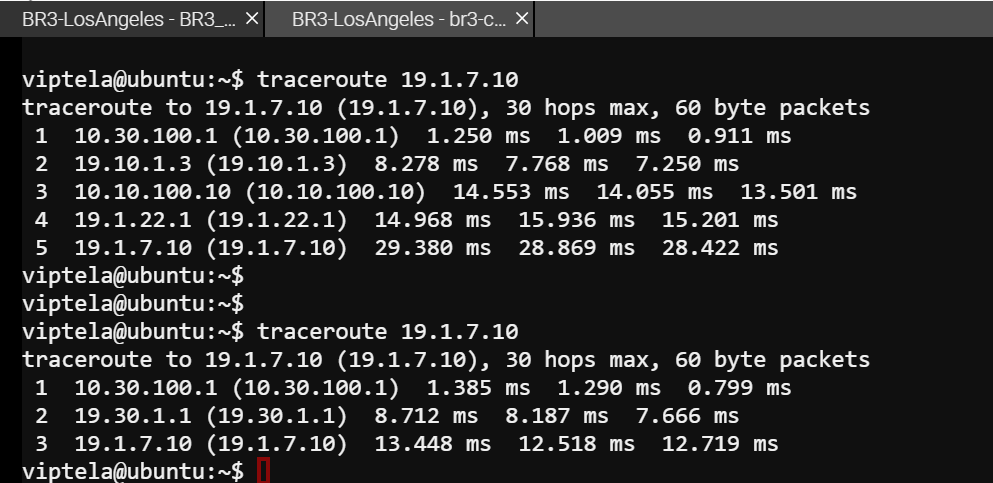 BR3-LosAngeles - BR3_... × BR3-LosAngeles - br3-c... ×
viptela@ubuntu:~$ traceroute 19.1.7.10
traceroute to 19.1.7.10 (19.1.7.10), 30 hops max, 60 byte packets
 1  10.30.100.1 (10.30.100.1)  1.250 ms  1.009 ms  0.911 ms
 2  19.10.1.3 (19.10.1.3)  8.278 ms  7.768 ms  7.250 ms
 3  10.10.100.10 (10.10.100.10)  14.553 ms  14.055 ms  13.501 ms
 4  19.1.22.1 (19.1.22.1)  14.968 ms  15.936 ms  15.201 ms
 5  19.1.7.10 (19.1.7.10)  29.380 ms  28.869 ms  28.422 ms
viptela@ubuntu:~$
viptela@ubuntu:~$
viptela@ubuntu:~$ traceroute 19.1.7.10
traceroute to 19.1.7.10 (19.1.7.10), 30 hops max, 60 byte packets
 1  10.30.100.1 (10.30.100.1)  1.385 ms  1.290 ms  0.799 ms
 2  19.30.1.1 (19.30.1.1)  8.712 ms  8.187 ms  7.666 ms
 3  19.1.7.10 (19.1.7.10)  13.448 ms  12.518 ms  12.719 ms
viptela@ubuntu:~$